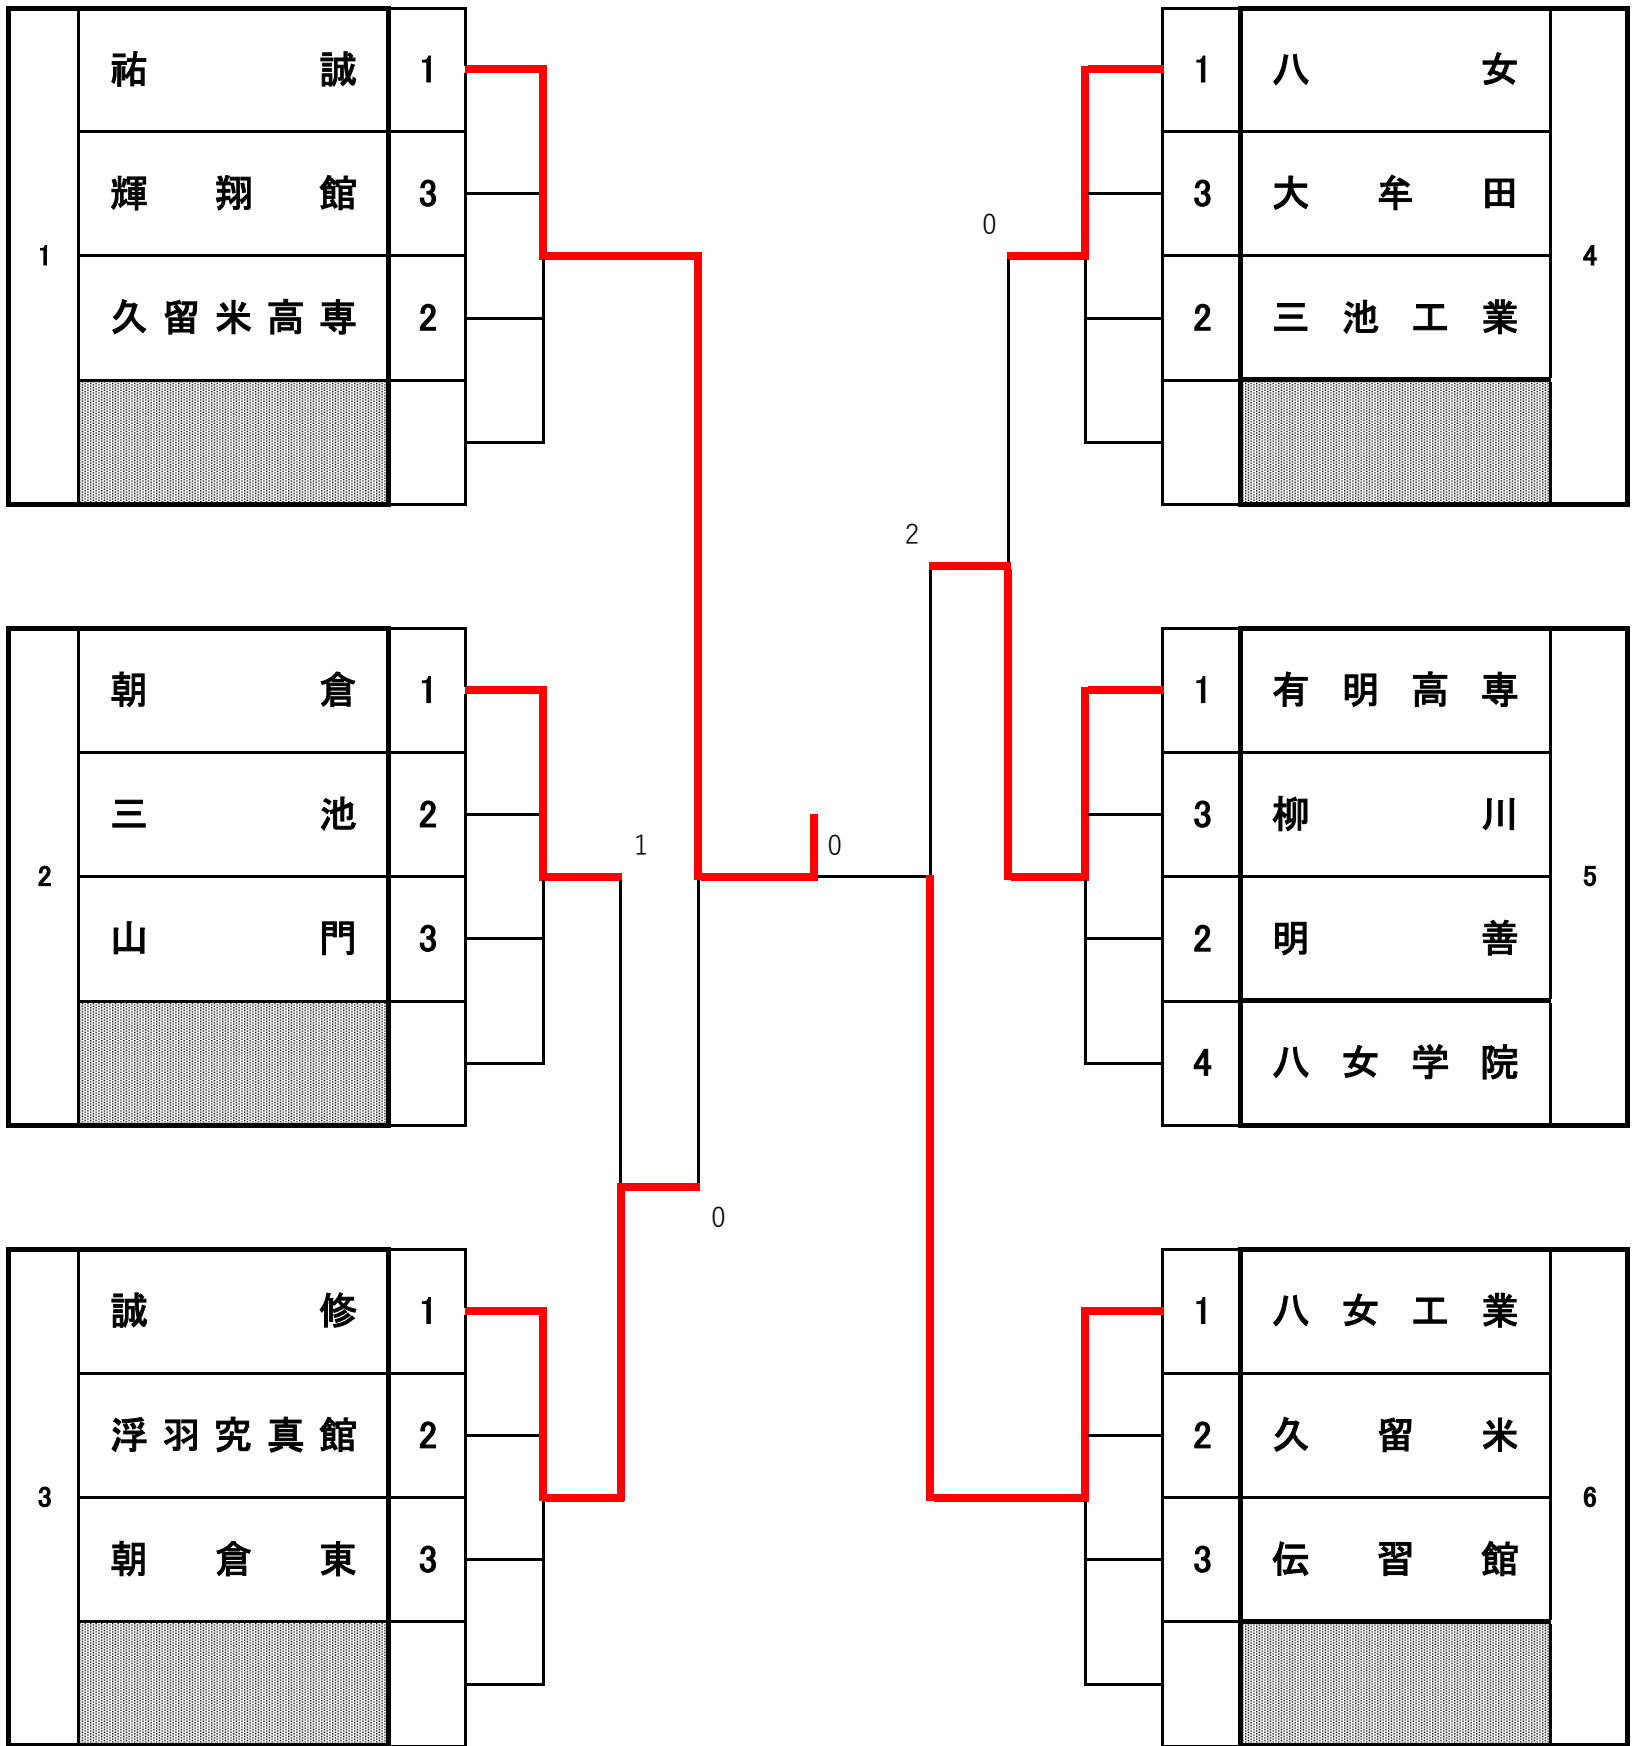 1
祐誠 1
輝翔館 3
久留米高専 2
2
朝倉 1
三池 2
山門 3
3
誠修 1
浮羽究真館 2
朝倉東 3
1
0
0
2
0
4
1 八女
3 大牟田
2 三池工業
5
1 有明高専
3 柳川
2 明善
4 八女学院
6
1 八女工業
2 久留米
3 伝習館